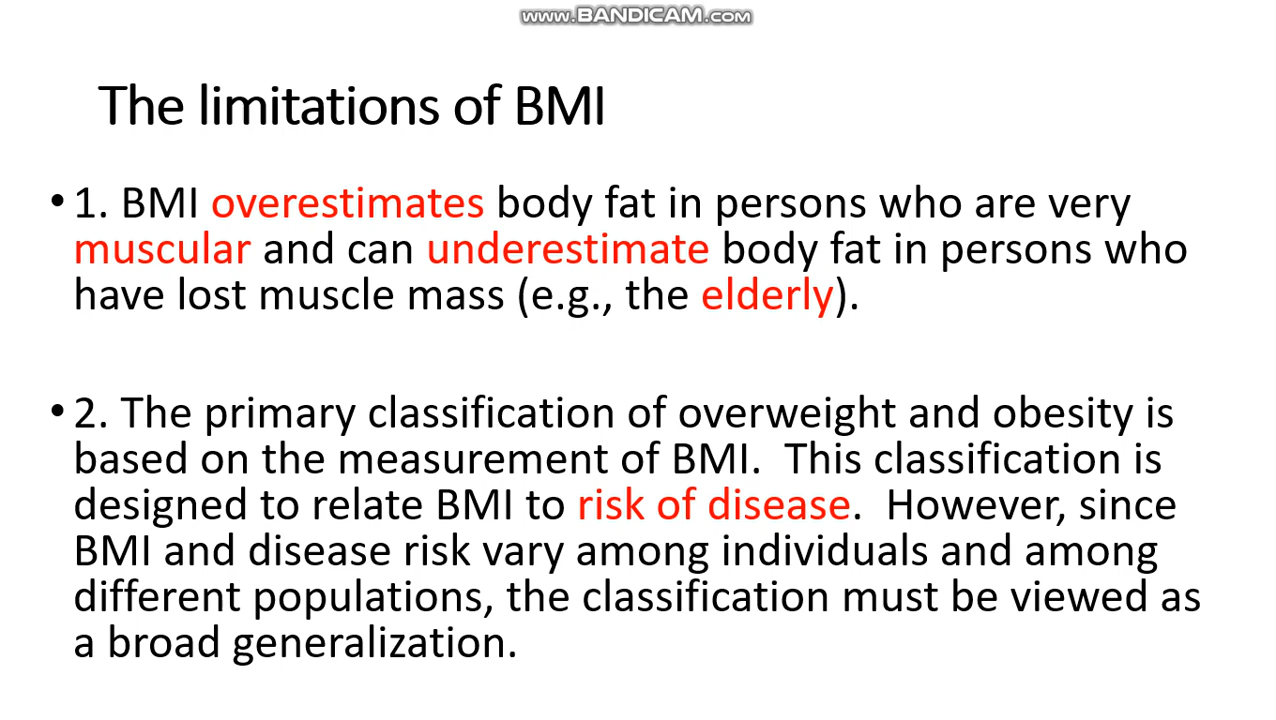 www.BANDICAM.com
The limitations of BMI
• 1. BMI overestimates body fat in persons who are very
muscular and can underestimate body fat in persons who
have lost muscle mass (e.g., the elderly).
• 2. The primary classification of overweight and obesity is
based on the measurement of BMI.  This classification is
designed to relate BMI to risk of disease.  However, since
BMI and disease risk vary among individuals and among
different populations, the classification must be viewed as
a broad generalization.